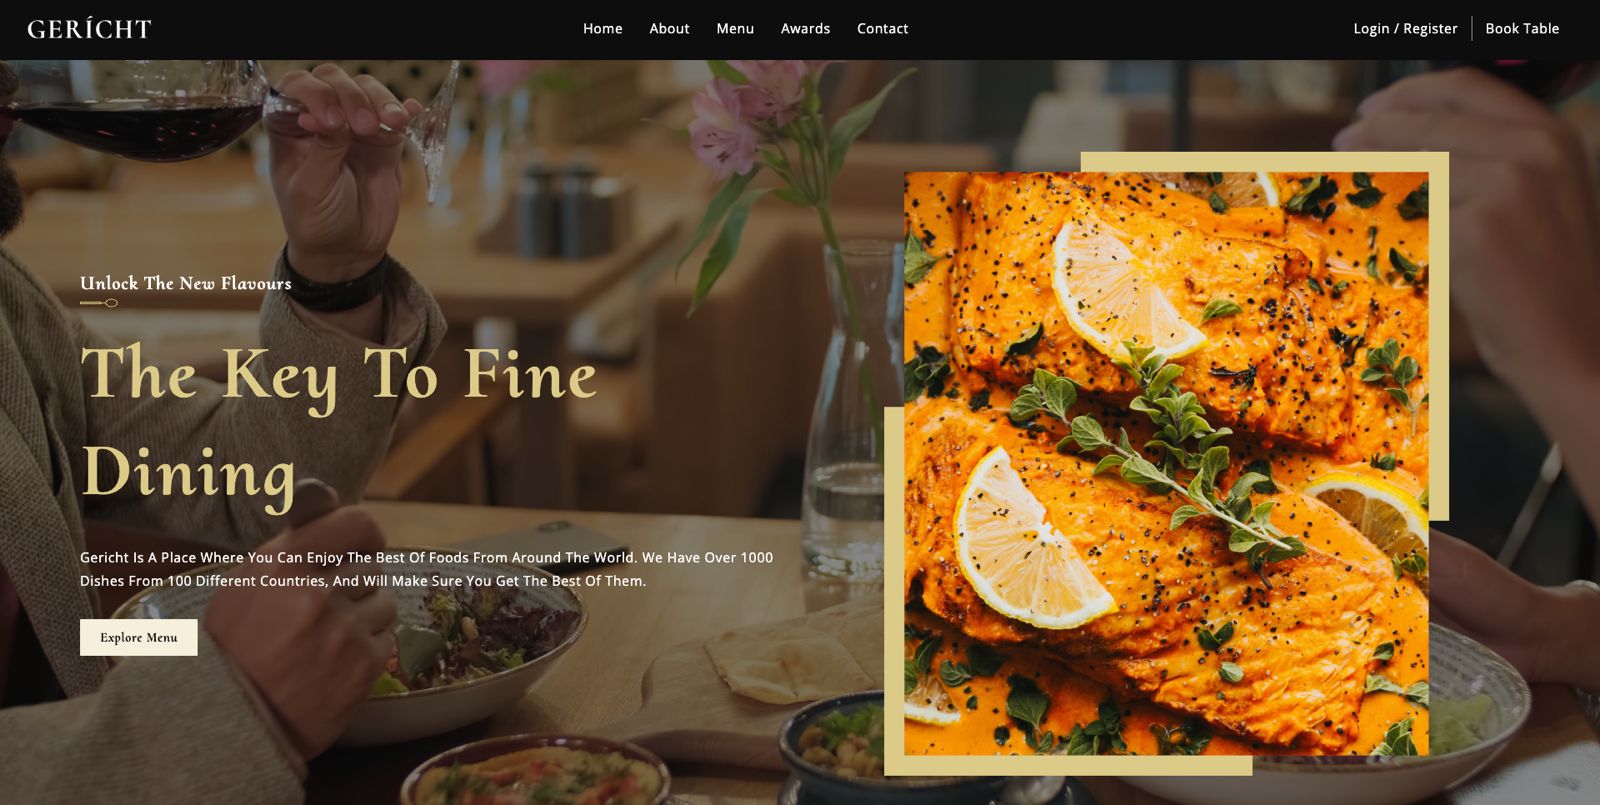 GERÍCHT
Home About Menu Awards Contact
Login / Register Book Table
Unlock The New Flavours
The Key To Fine
Dining
Gericht Is A Place Where You Can Enjoy The Best Of Foods From Around The World. We Have Over 1000
Dishes From 100 Different Countries, And Will Make Sure You Get The Best Of Them.
Explore Menu